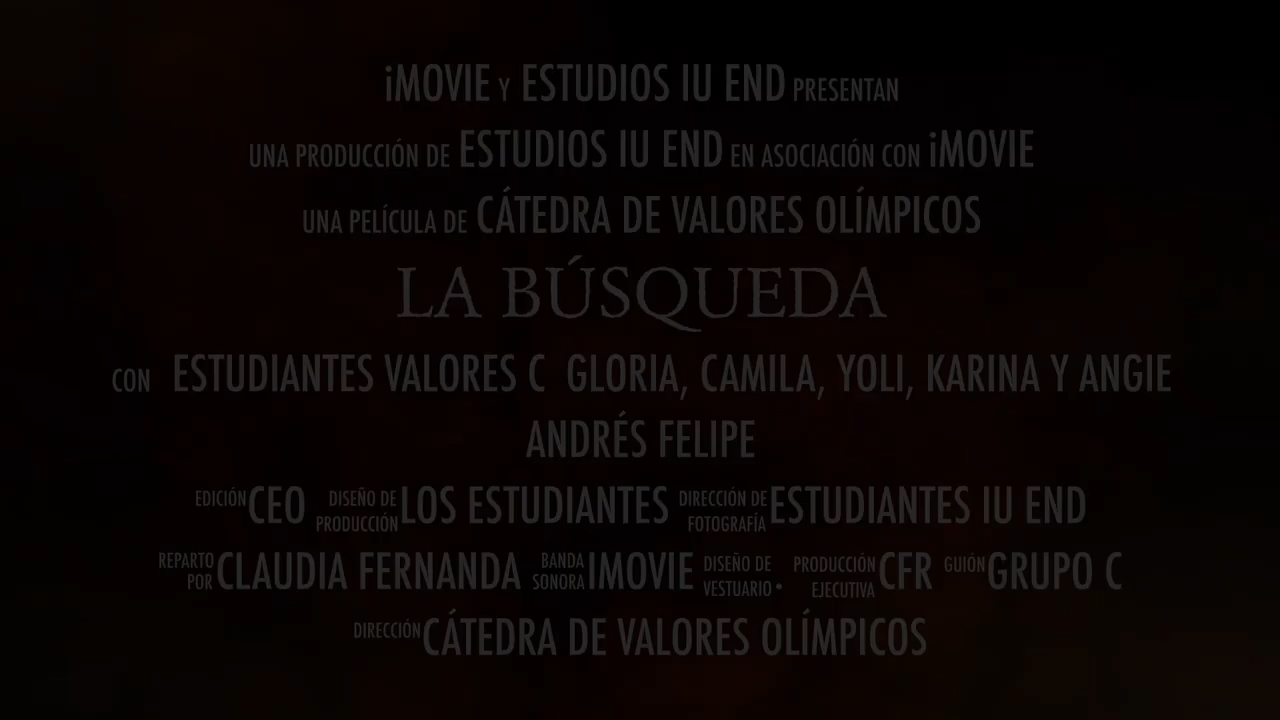 iMOVIE Y ESTUDIOS IU END PRESENTAN
UNA PRODUCCIÓN DE ESTUDIOS IU END EN ASOCIACIÓN CON iMOVIE
UNA PELÍCULA DE CÁTEDRA DE VALORES OLÍMPICOS
LA BÚSQUEDA
CON ESTUDIANTES VALORES C GLORIA, CAMILA, YOLI, KARINA Y ANGIE
ANDRÉS FELIPE
EDICIÓN CEO DISEÑO DE PRODUCCIÓN LOS ESTUDIANTES DIRECCIÓN DE FOTOGRAFÍA ESTUDIANTES IU END
REPARTO POR CLAUDIA FERNANDA BANDA SONORA IMOVIE DISEÑO DE VESTUARIO • PRODUCCIÓN EJECUTIVA CFR GUIÓN GRUPO C
DIRECCIÓN CÁTEDRA DE VALORES OLÍMPICOS